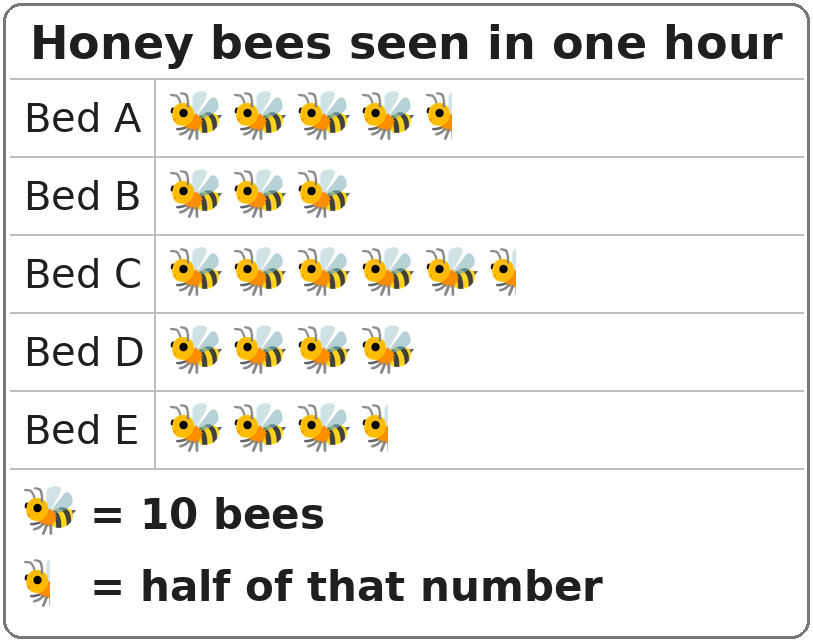 Honey bees seen in one hour
Bed A
Bed B
Bed C
Bed D
Bed E
= 10 bees
= half of that number